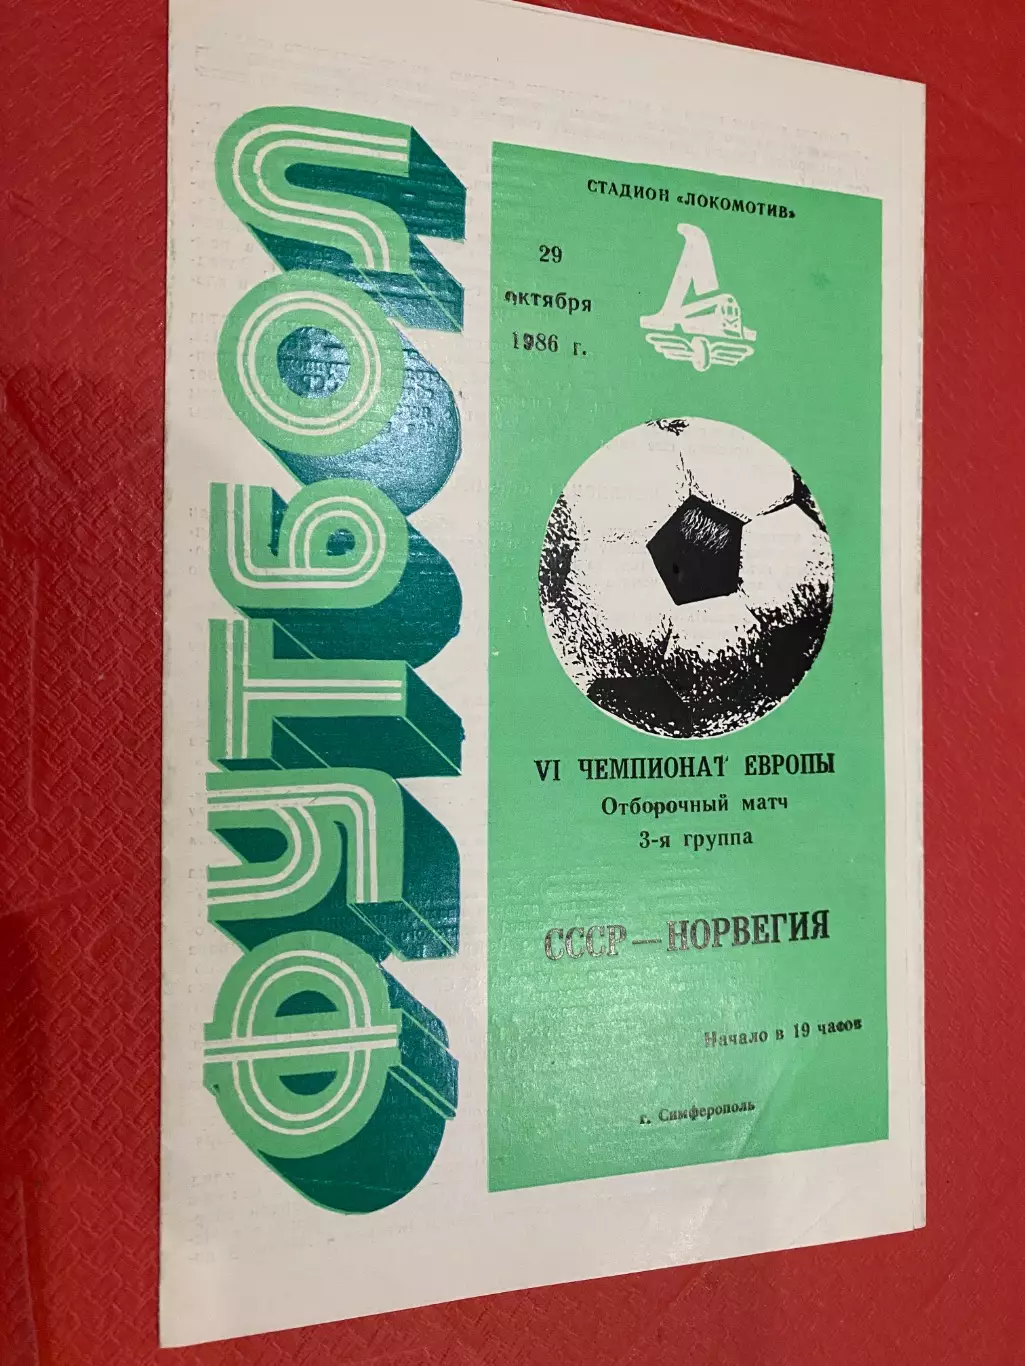 ФУТБОЛ
СТАДИОН «ЛОКОМОТИВ»
29
октября
1986 г.
VI ЧЕМПИОНАТ ЕВРОПЫ
Отборочный матч
3-я группа
СССР — НОРВЕГИЯ
Начало в 19 часов
г. Симферополь